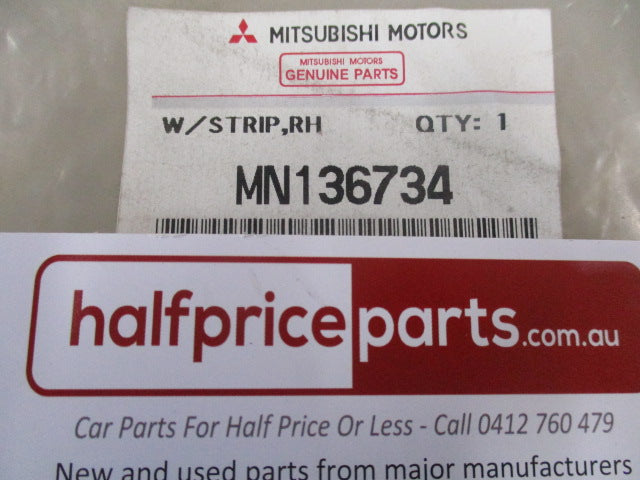 MITSUBISHI MOTORS
MITSUBISHI MOTORS
GENUINE PARTS
W/STRIP,RH QTY: 1
MN136734
halfpriceparts.com.au
Car Parts For Half Price Or Less - Call 0412 760 479
New and used parts from major manufacturers